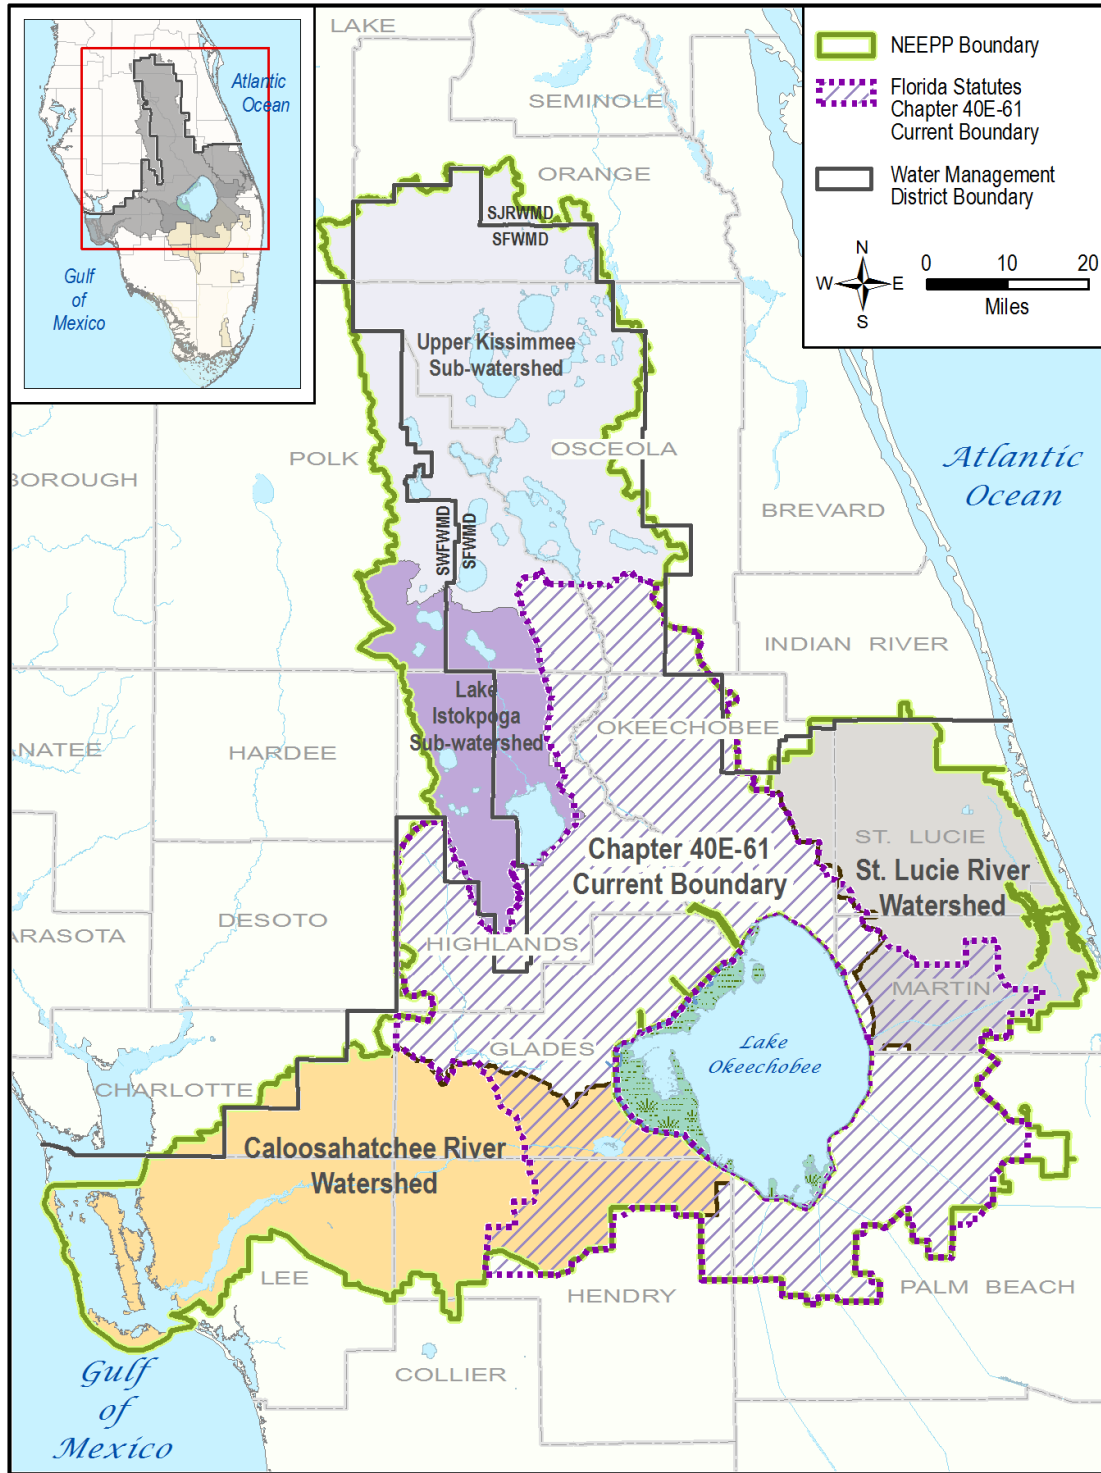 Atlantic
Ocean
Gulf
of
Mexico
NEEPP Boundary
Florida Statutes
Chapter 40E-61
Current Boundary
Water Management
District Boundary
N
W
E
S
0
10
20
Miles
LAKE
SEMINOLE
ORANGE
SJRWMD
SFWMD
Upper Kissimmee
Sub-watershed
POLK
OSCEOLA
BOROUGH
Atlantic
Ocean
BREVARD
SWFWMD
SFWMD
INDIAN RIVER
Lake
Istokpoga
Sub-watershed
OKEECHOBEE
ANATEE
HARDEE
Chapter 40E-61
Current Boundary
ST. LUCIE
St. Lucie River
Watershed
DESOTO
ARASOTA
HIGHLANDS
MARTIN
GLADES
Lake
Okeechobee
CHARLOTTE
Caloosahatchee River
Watershed
LEE
HENDRY
PALM BEACH
COLLIER
Gulf
of
Mexico